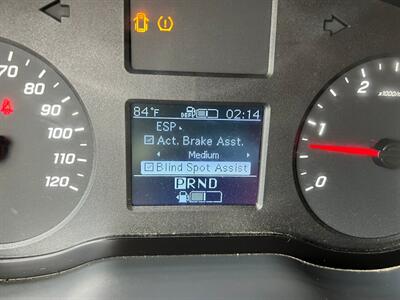 84°F DEF 02:14
ESP
Act. Brake Asst.
Medium
Blind Spot Assist
PRND
70
80
90
100
110
120
2
1
0
x1000/